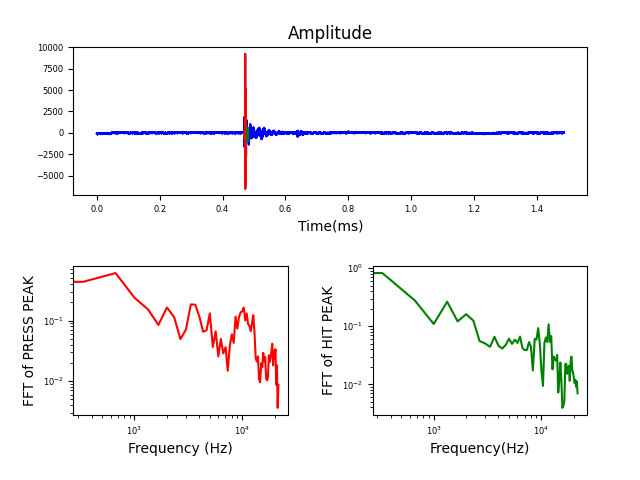 Amplitude
10000
7500
5000
2500
0
−2500
−5000
0.0 0.2 0.4 0.6 0.8 1.0 1.2 1.4
Time(ms)
FFT of PRESS PEAK
10⁻¹
10⁻²
10³ 10⁴
Frequency (Hz)
FFT of HIT PEAK
10⁰
10⁻¹
10⁻²
10³ 10⁴
Frequency(Hz)